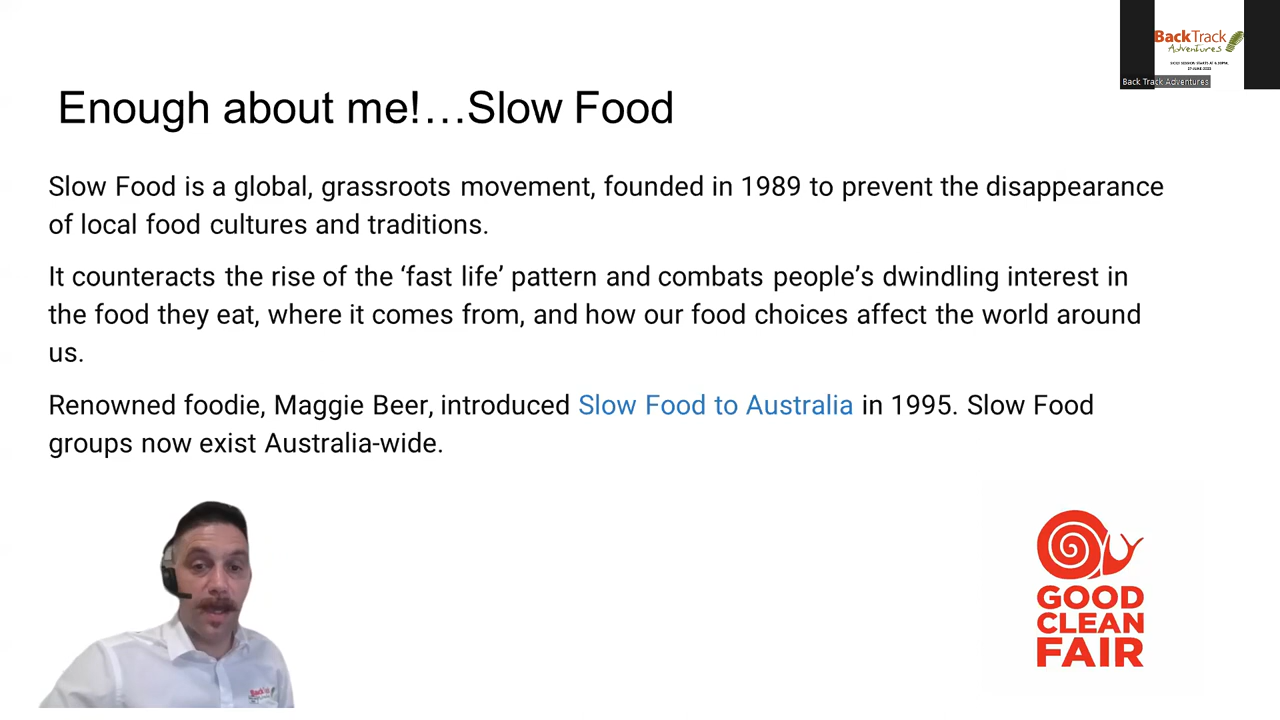 BackTrack
Adventures
Back Track Adventures
Enough about me!…Slow Food
Slow Food is a global, grassroots movement, founded in 1989 to prevent the disappearance
of local food cultures and traditions.
It counteracts the rise of the ‘fast life’ pattern and combats people’s dwindling interest in
the food they eat, where it comes from, and how our food choices affect the world around
us.
Renowned foodie, Maggie Beer, introduced Slow Food to Australia in 1995. Slow Food
groups now exist Australia-wide.
GOOD
CLEAN
FAIR